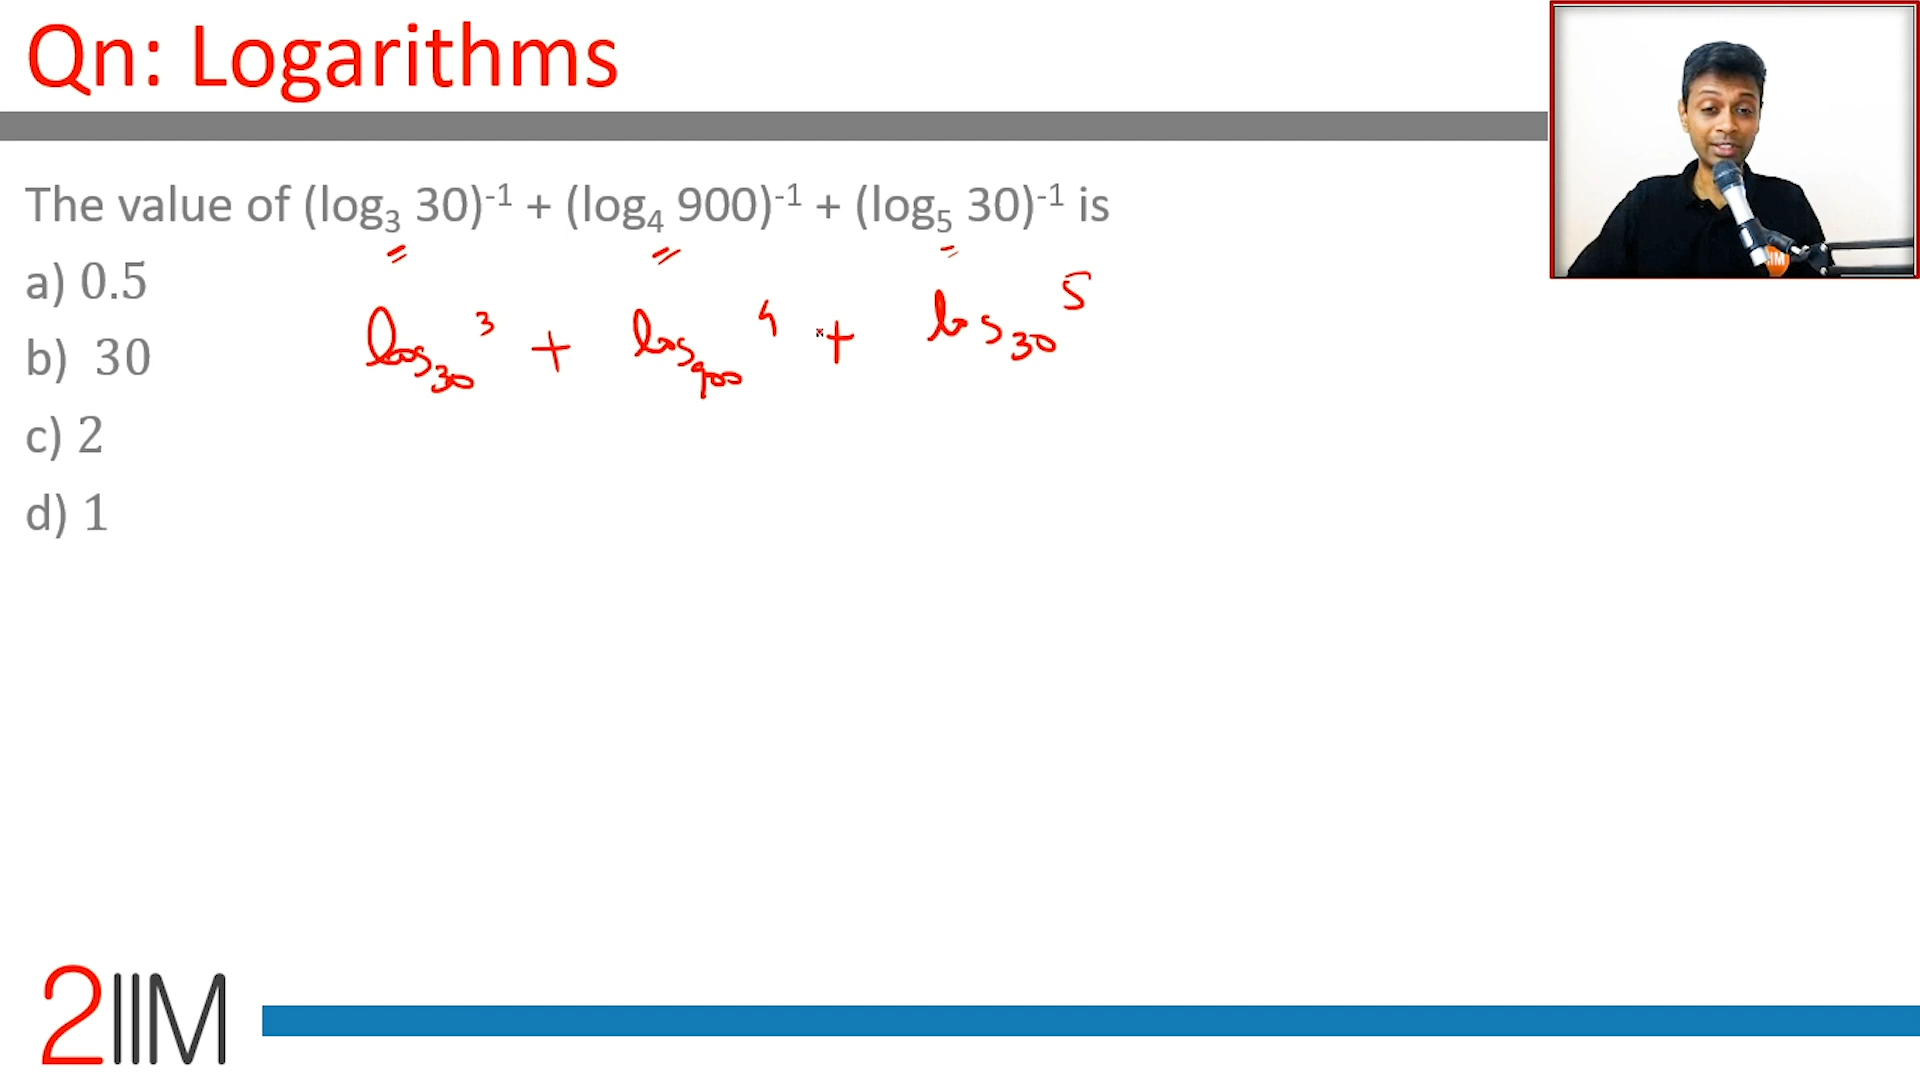 Qn: Logarithms
The value of (log₃ 30)⁻¹ + (log₄ 900)⁻¹ + (log₅ 30)⁻¹ is
a) 0.5
log₃₀ 3 + log₉₀₀ 4 + log₃₀ 5
b) 30
c) 2
d) 1
2IIM